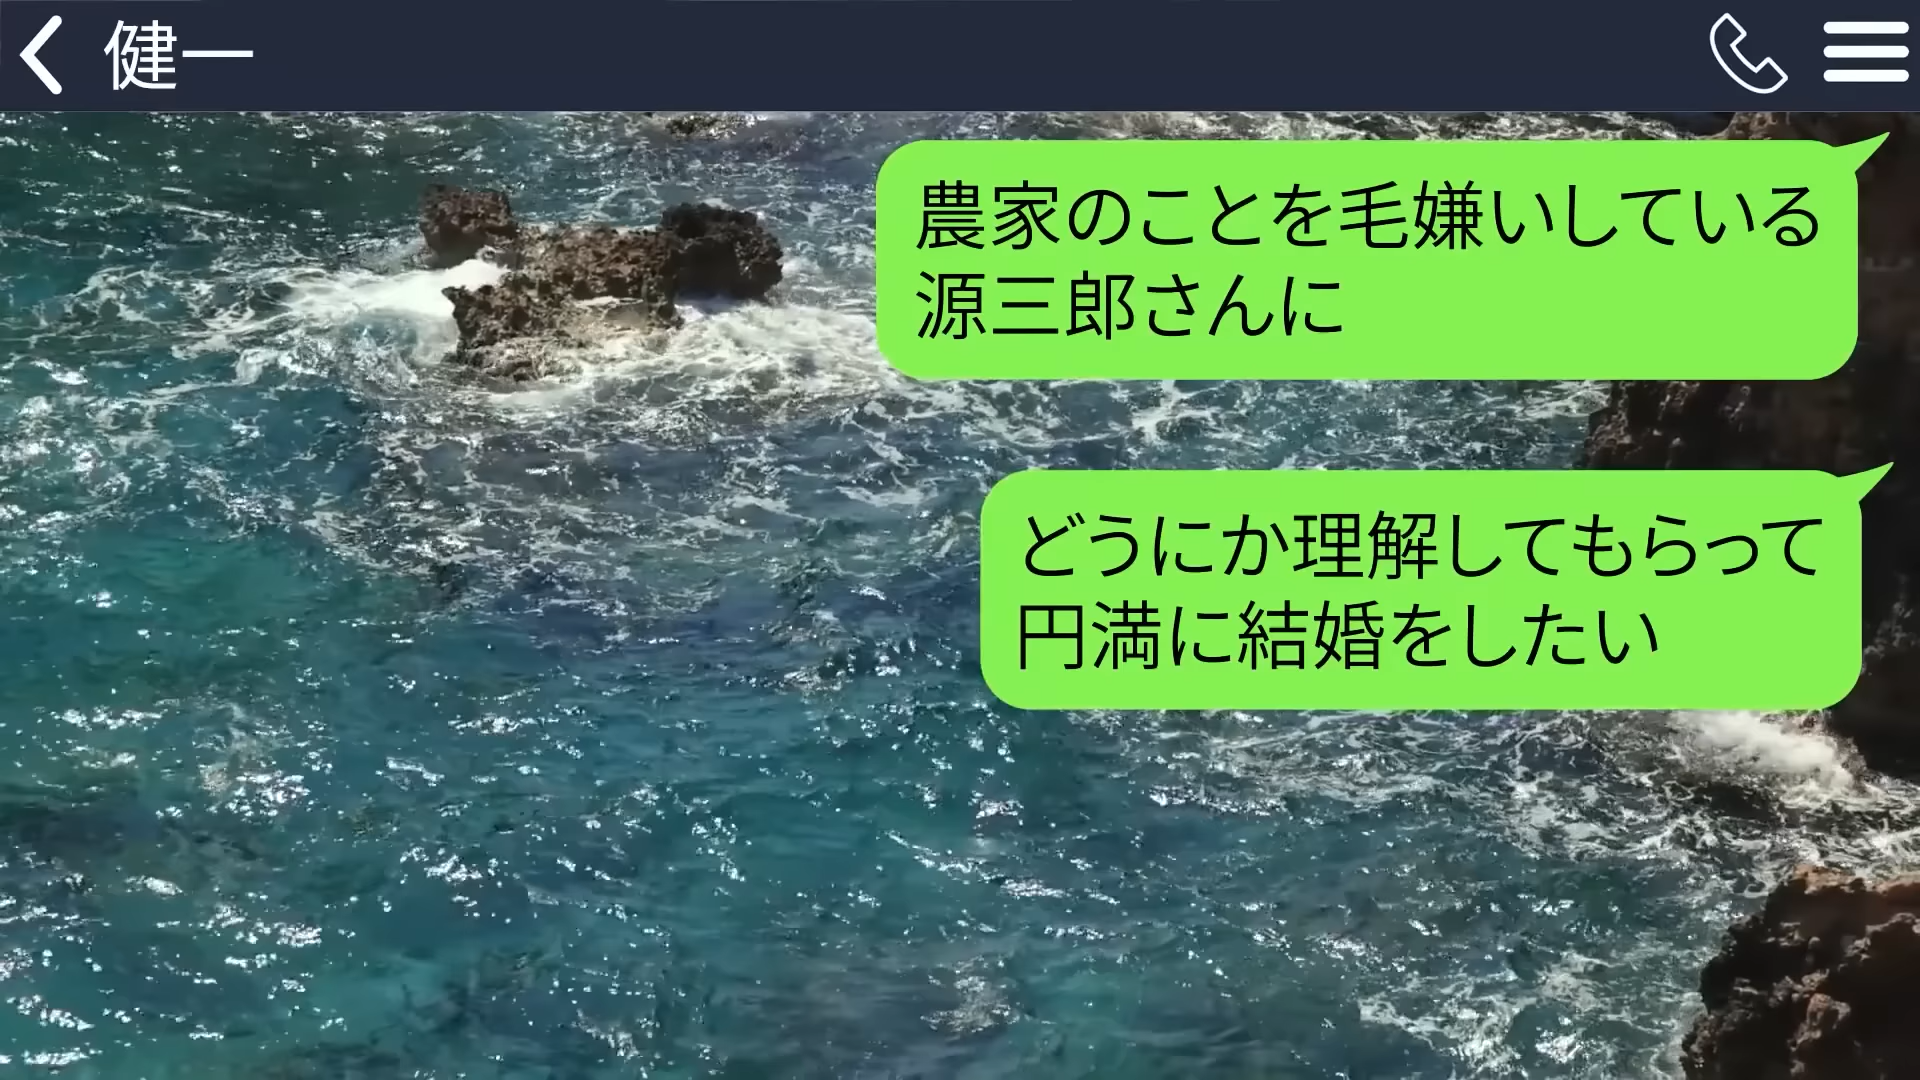 健一
農家のことを毛嫌いしている
源三郎さんに
どうにか理解してもらって
円満に結婚をしたい